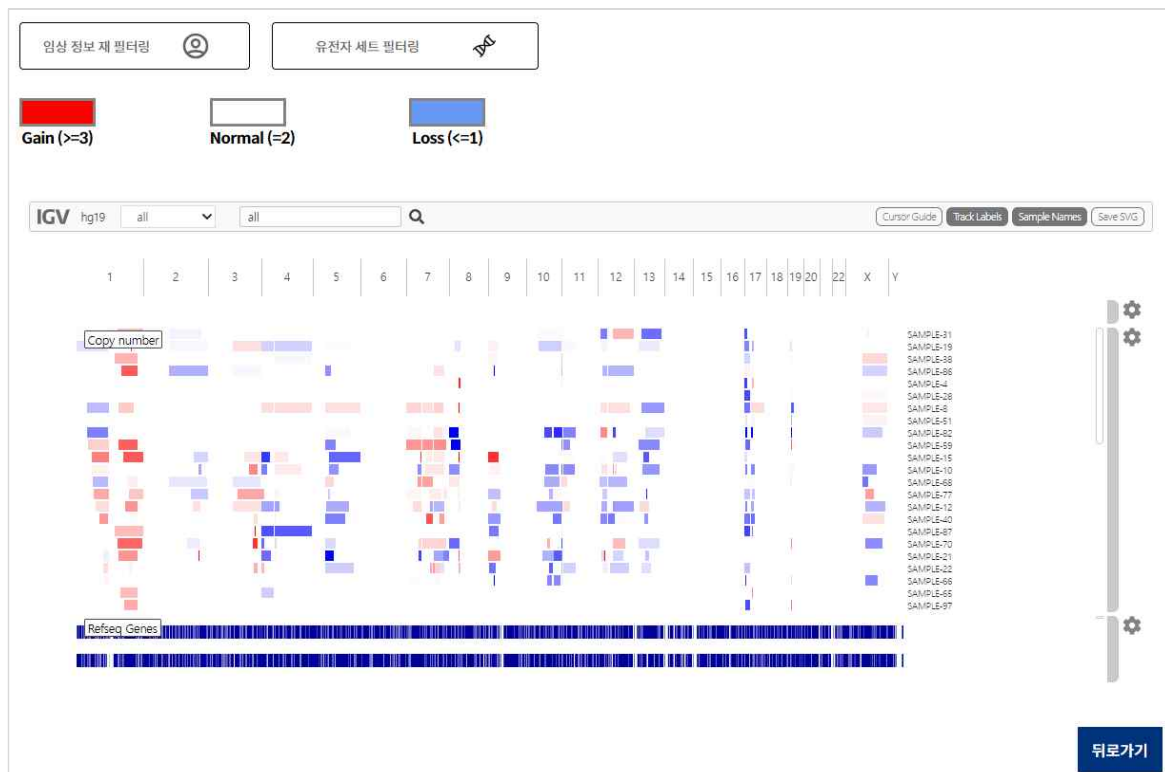 임상 정보 재 필터링
유전자 세트 필터링
Gain (>=3)
Normal (=2)
Loss (<=1)
IGV hg19 all all Cursor Guide Track Labels Sample Names Save SVG
1 2 3 4 5 6 7 8 9 10 11 12 13 14 15 16 17 18 19 20 22 X Y
Copy number
SAMPLE-31
SAMPLE-19
SAMPLE-38
SAMPLE-86
SAMPLE-4
SAMPLE-28
SAMPLE-8
SAMPLE-51
SAMPLE-82
SAMPLE-59
SAMPLE-15
SAMPLE-10
SAMPLE-68
SAMPLE-77
SAMPLE-12
SAMPLE-40
SAMPLE-87
SAMPLE-70
SAMPLE-21
SAMPLE-22
SAMPLE-66
SAMPLE-65
SAMPLE-97
Refseq Genes
뒤로가기